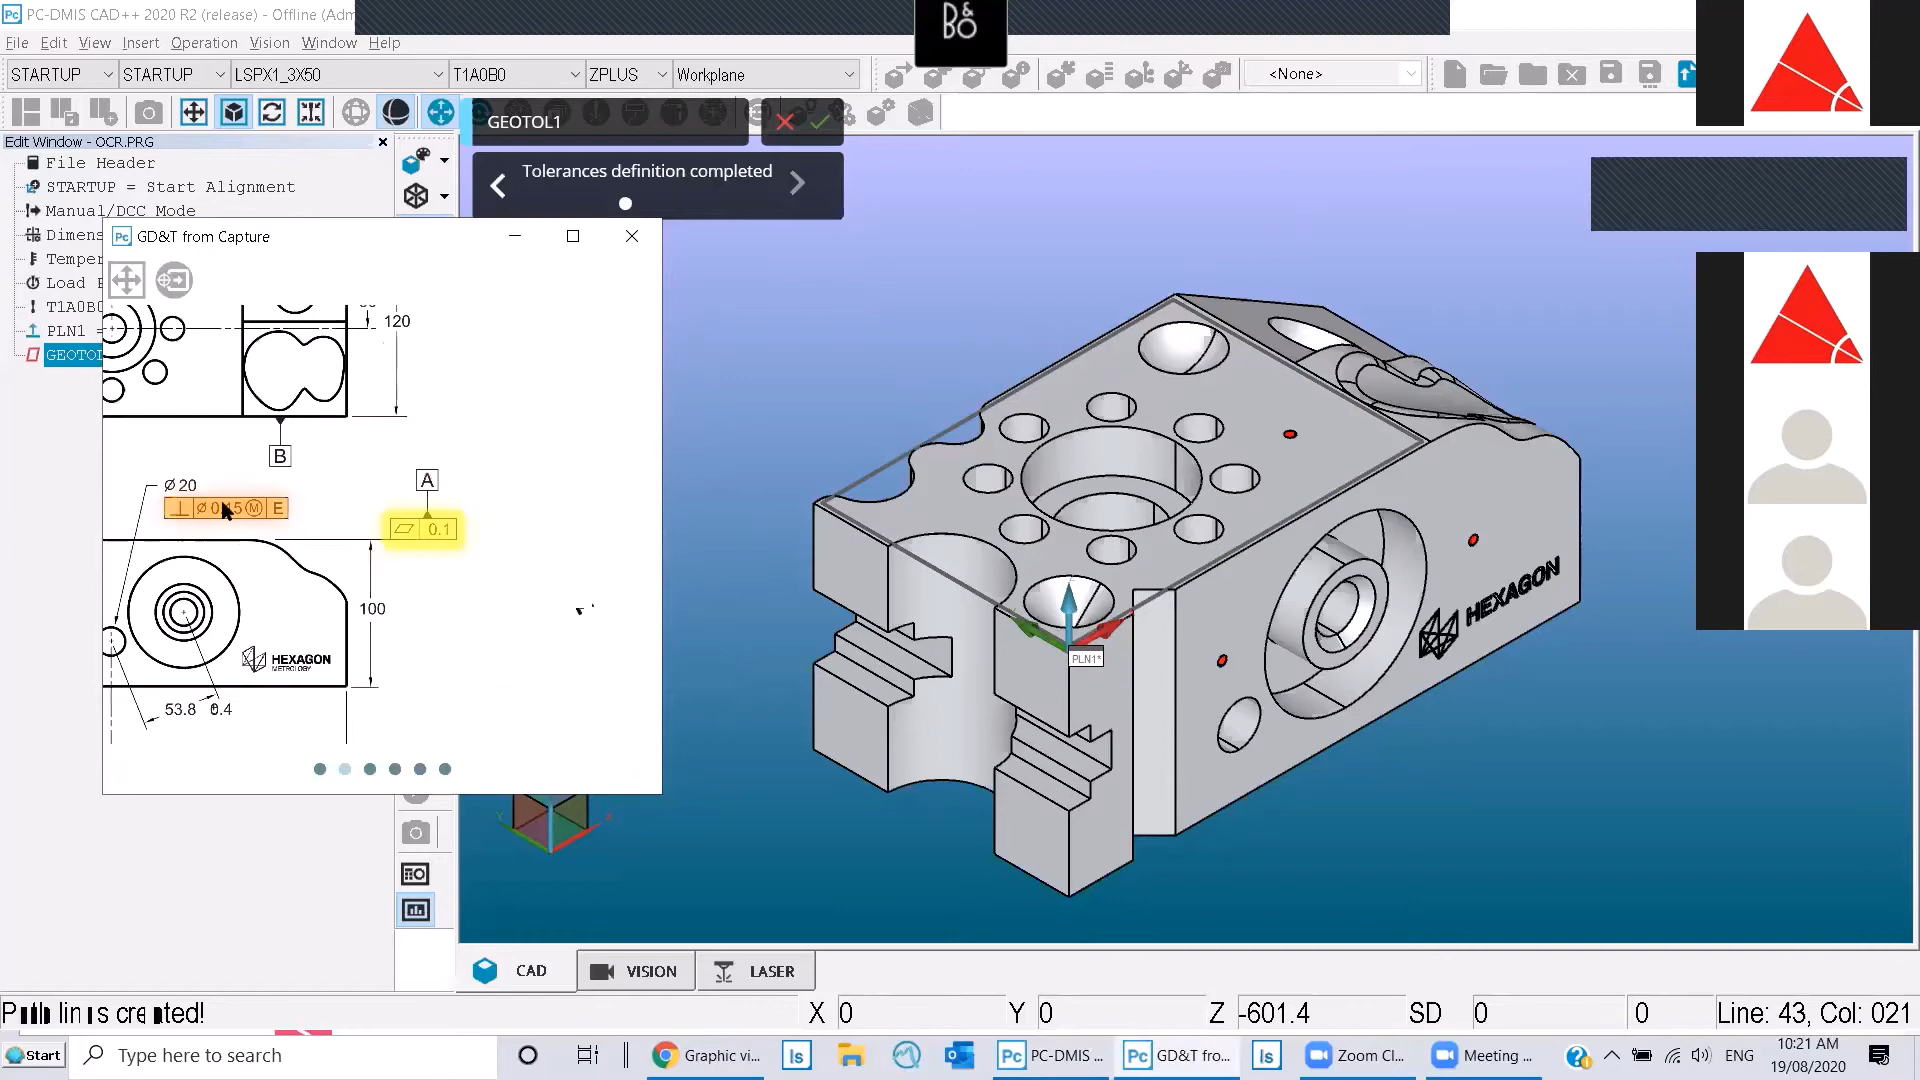 PC-DMIS CAD++ 2020 R2 (release) - Offline (Adm
B&O
File Edit View Insert Operation Vision Window Help
STARTUP STARTUP LSPX1_3X50 T1A0B0 ZPLUS Workplane <None>
GEOTOL1
Edit Window - OCR.PRG
File Header
Tolerances definition completed
STARTUP = Start Alignment
Manual/DCC Mode
Dimens
GD&T from Capture
Temper
Load
T1A0B0
PLN1 =
GEOTOL
120
B
A
Ø 20
E
0.1
100
HEXAGON
METROLOGY
53.8
PLN1*
HEXAGON
Y X
CAD VISION LASER
X 0 Y 0 Z -601.4 SD 0 0 Line: 43, Col: 021
Start Type here to search Graphic vi... PC-DMIS ... GD&T fro... Zoom Cl... Meeting ... ENG 10:21 AM
19/08/2020